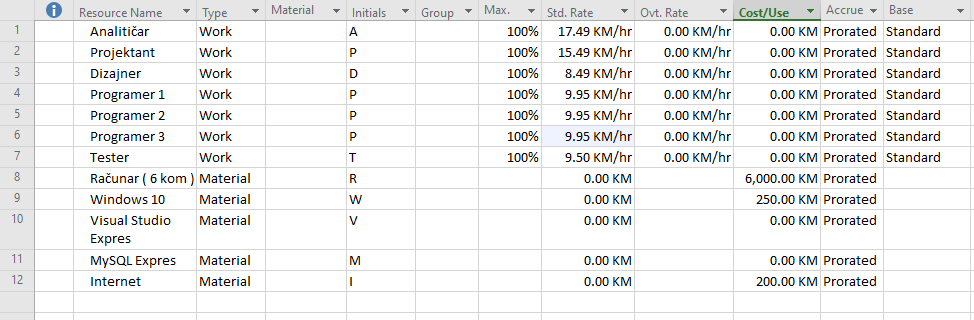 Resource Name Type Material Initials Group Max. Std. Rate Ovt. Rate Cost/Use Accrue Base
1 Analitičar Work A 100% 17.49 KM/hr 0.00 KM/hr 0.00 KM Prorated Standard
2 Projektant Work P 100% 15.49 KM/hr 0.00 KM/hr 0.00 KM Prorated Standard
3 Dizajner Work D 100% 8.49 KM/hr 0.00 KM/hr 0.00 KM Prorated Standard
4 Programer 1 Work P 100% 9.95 KM/hr 0.00 KM/hr 0.00 KM Prorated Standard
5 Programer 2 Work P 100% 9.95 KM/hr 0.00 KM/hr 0.00 KM Prorated Standard
6 Programer 3 Work P 100% 9.95 KM/hr 0.00 KM/hr 0.00 KM Prorated Standard
7 Tester Work T 100% 9.50 KM/hr 0.00 KM/hr 0.00 KM Prorated Standard
8 Računar ( 6 kom ) Material R 0.00 KM 6,000.00 KM Prorated
9 Windows 10 Material W 0.00 KM 250.00 KM Prorated
10 Visual Studio Material V 0.00 KM 0.00 KM Prorated
Expres
11 MySQL Expres Material M 0.00 KM 0.00 KM Prorated
12 Internet Material I 0.00 KM 200.00 KM Prorated